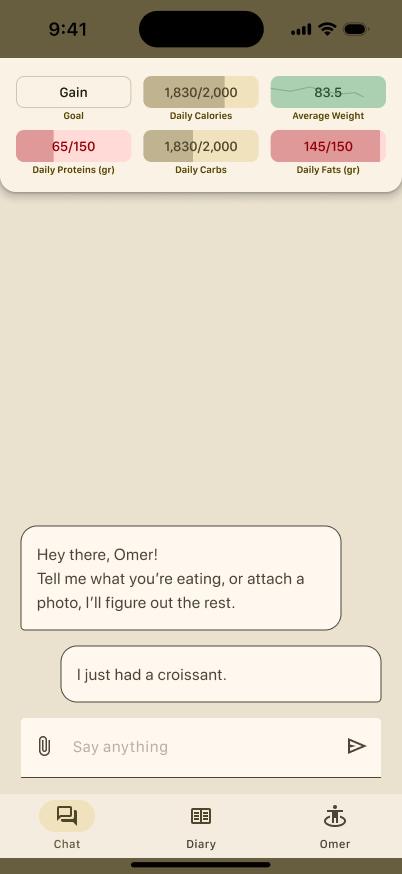 9:41
Gain
1,830/2,000
83.5
Goal
Daily Calories
Average Weight
65/150
1,830/2,000
145/150
Daily Proteins (gr)
Daily Carbs
Daily Fats (gr)
Hey there, Omer!
Tell me what you’re eating, or attach a
photo, I’ll figure out the rest.
I just had a croissant.
Say anything
Chat
Diary
Omer